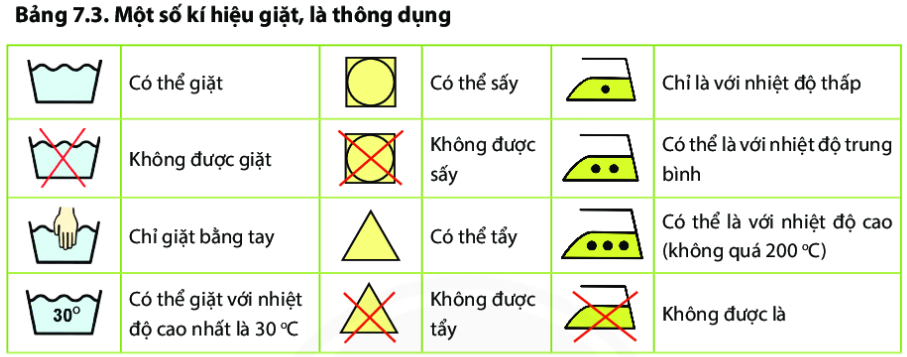 Bảng 7.3. Một số kí hiệu giặt, là thông dụng
Có thể giặt
Có thể sấy
Chỉ là với nhiệt độ thấp
Không được giặt
Không được
sấy
Có thể là với nhiệt độ trung
bình
Chỉ giặt bằng tay
Có thể tẩy
Có thể là với nhiệt độ cao
(không quá 200 °C)
30°
Có thể giặt với nhiệt
độ cao nhất là 30 °C
Không được
tẩy
Không được là